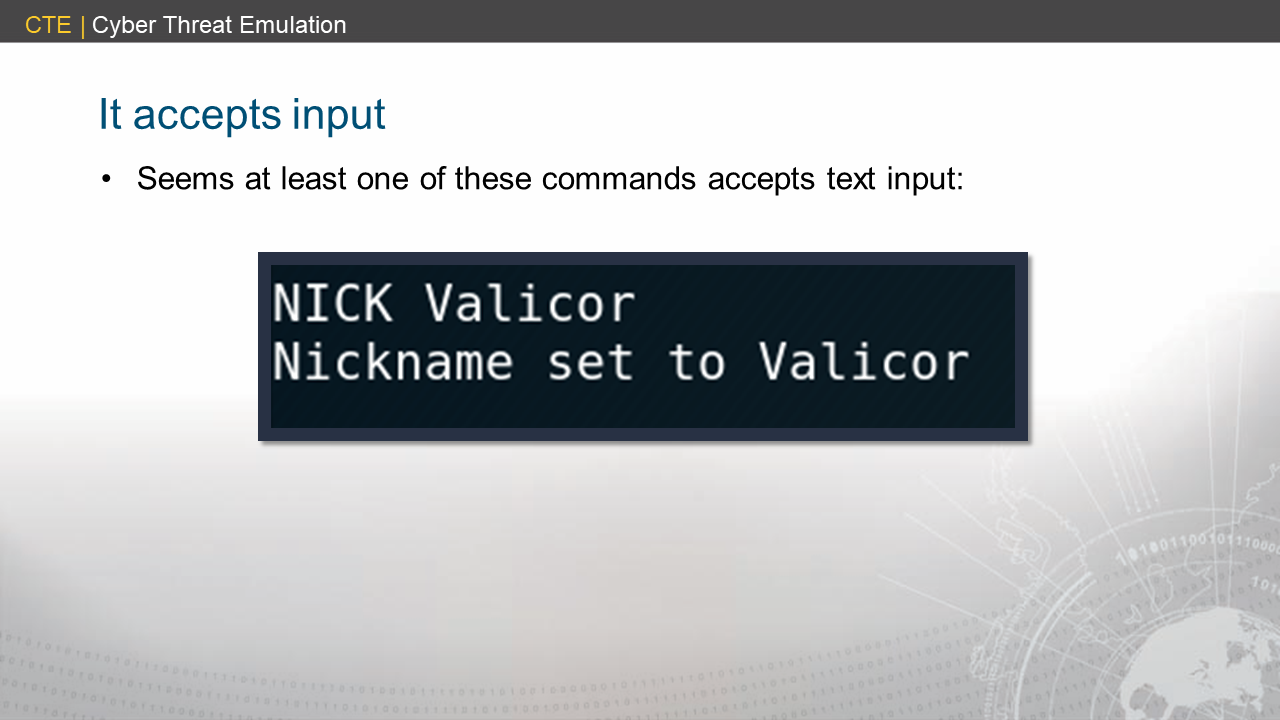 CTE | Cyber Threat Emulation
It accepts input
• Seems at least one of these commands accepts text input:
NICK Valicor
Nickname set to Valicor